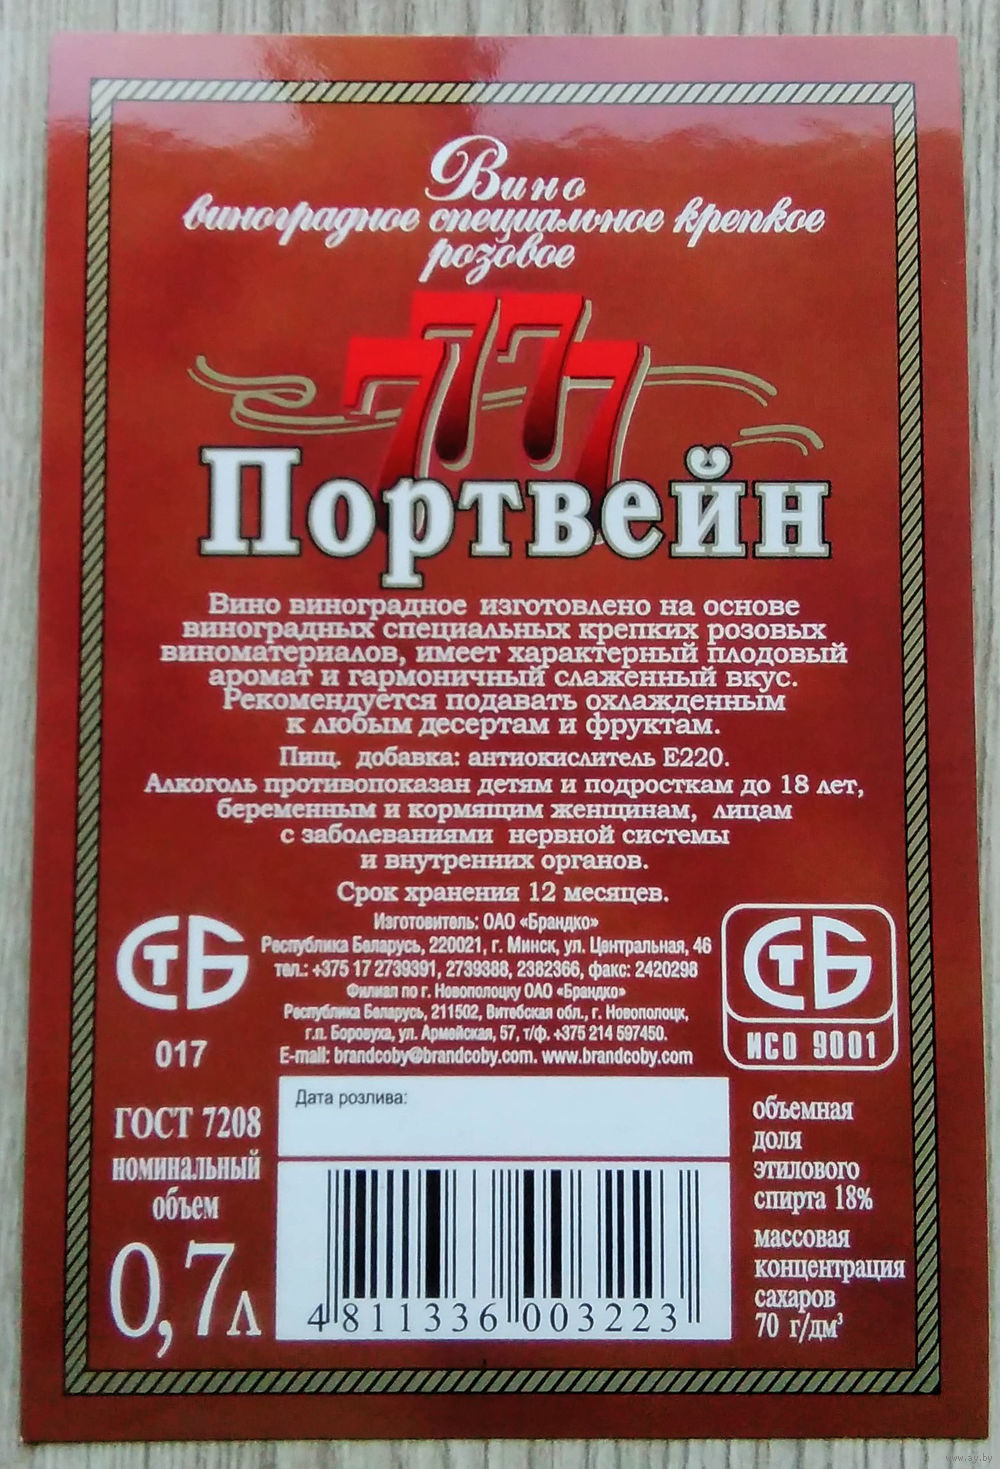 Вино
виноградное специальное крепкое
розовое
777
Портвейн
Вино виноградное изготовлено на основе
виноградных специальных крепких розовых
виноматериалов, имеет характерный плодовый
аромат и гармоничный слаженный вкус.
Рекомендуется подавать охлажденным
к любым десертам и фруктам.
Пищ. добавка: антиокислитель Е220.
Алкоголь противопоказан детям и подросткам до 18 лет,
беременным и кормящим женщинам, лицам
с заболеваниями нервной системы
и внутренних органов.
Срок хранения 12 месяцев.
Изготовитель: ОАО «Брандко»
Республика Беларусь, 220021, г. Минск, ул. Центральная, 46
тел.: +375 17 2739391, 2739388, 2382366, факс: 2420298
Филиал по г. Новополоцку ОАО «Брандко»
Республика Беларусь, 211502, Витебская обл., г. Новополоцк,
г.п. Боровуха, ул. Армейская, 57, т/ф. +375 214 597450.
E-mail: brandcoby@brandcoby.com. www.brandcoby.com
СТБ
017
СТБ
ИСО 9001
ГОСТ 7208
номинальный
объем
0,7л
Дата розлива:
4811336003223
объемная
доля
этилового
спирта 18%
массовая
концентрация
сахаров
70 г/дм³
www.ay.by